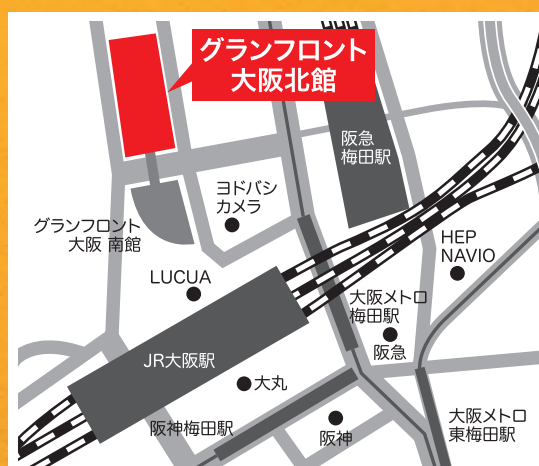 グランフロント
大阪北館
阪急
梅田駅
ヨドバシ
カメラ
グランフロント
大阪 南館
HEP
NAVIO
LUCUA
大阪メトロ
梅田駅
阪急
JR大阪駅
大丸
阪神梅田駅
阪神
大阪メトロ
東梅田駅